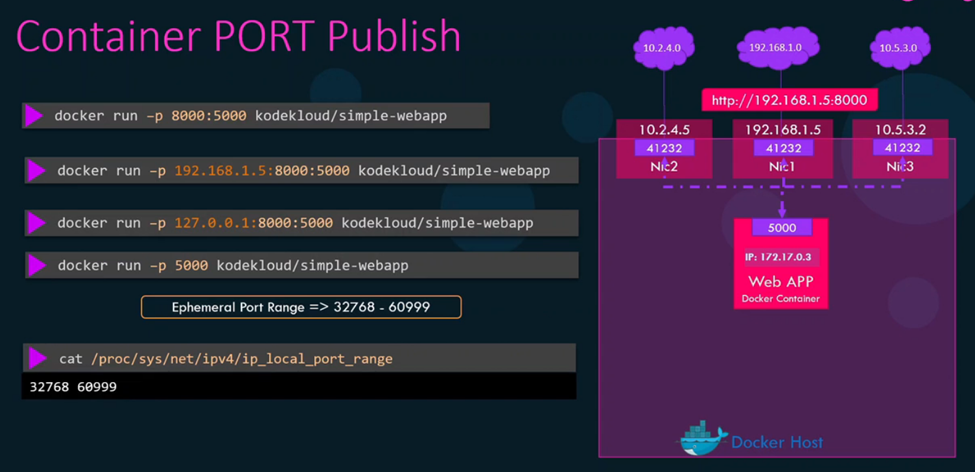 Container PORT Publish
docker run -p 8000:5000 kodekloud/simple-webapp
docker run -p 192.168.1.5:8000:5000 kodekloud/simple-webapp
docker run -p 127.0.0.1:8000:5000 kodekloud/simple-webapp
docker run -p 5000 kodekloud/simple-webapp
Ephemeral Port Range => 32768 - 60999
cat /proc/sys/net/ipv4/ip_local_port_range
32768 60999
10.2.4.0
192.168.1.0
10.5.3.0
http://192.168.1.5:8000
10.2.4.5
192.168.1.5
10.5.3.2
41232
41232
41232
Nic2
Nic1
Nic3
5000
IP: 172.17.0.3
Web APP
Docker Container
Docker Host